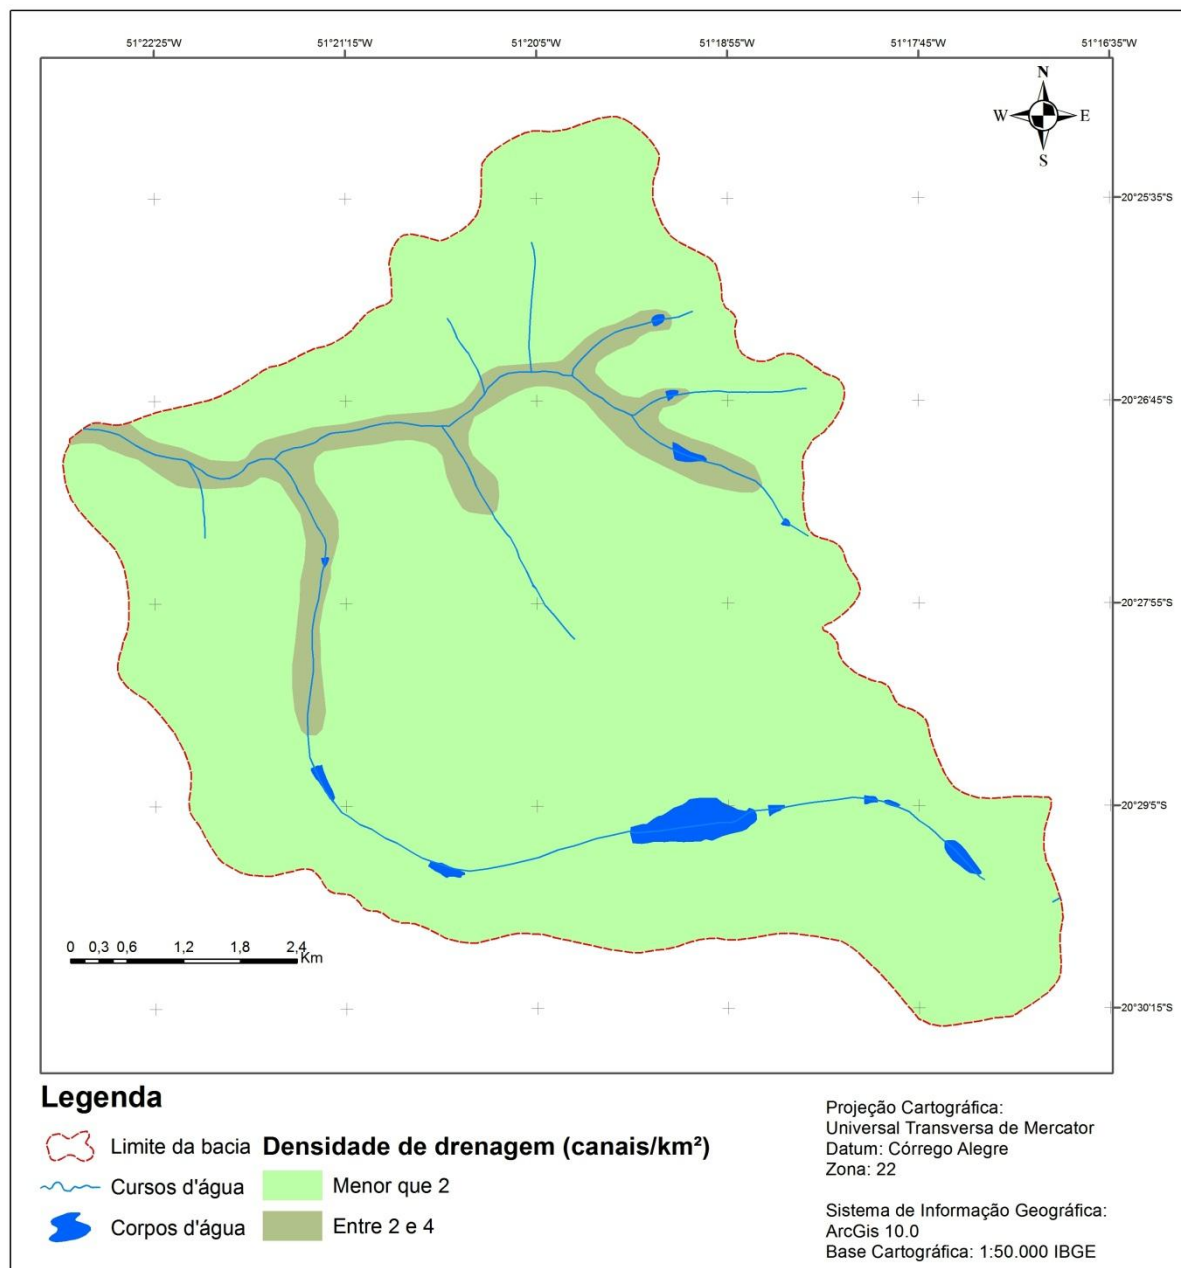 51°22'25"W 51°21'15"W 51°20'5"W 51°18'55"W 51°17'45"W 51°16'35"W
N
W E
S
20°25'35"S
20°26'45"S
20°27'55"S
20°29'5"S
20°30'15"S
0 0,3 0,6 1,2 1,8 2,4
Km
Legenda
Limite da bacia
Cursos d'água
Corpos d'água
Densidade de drenagem (canais/km²)
Menor que 2
Entre 2 e 4
Projeção Cartográfica:
Universal Transversa de Mercator
Datum: Córrego Alegre
Zona: 22
Sistema de Informação Geográfica:
ArcGis 10.0
Base Cartográfica: 1:50.000 IBGE